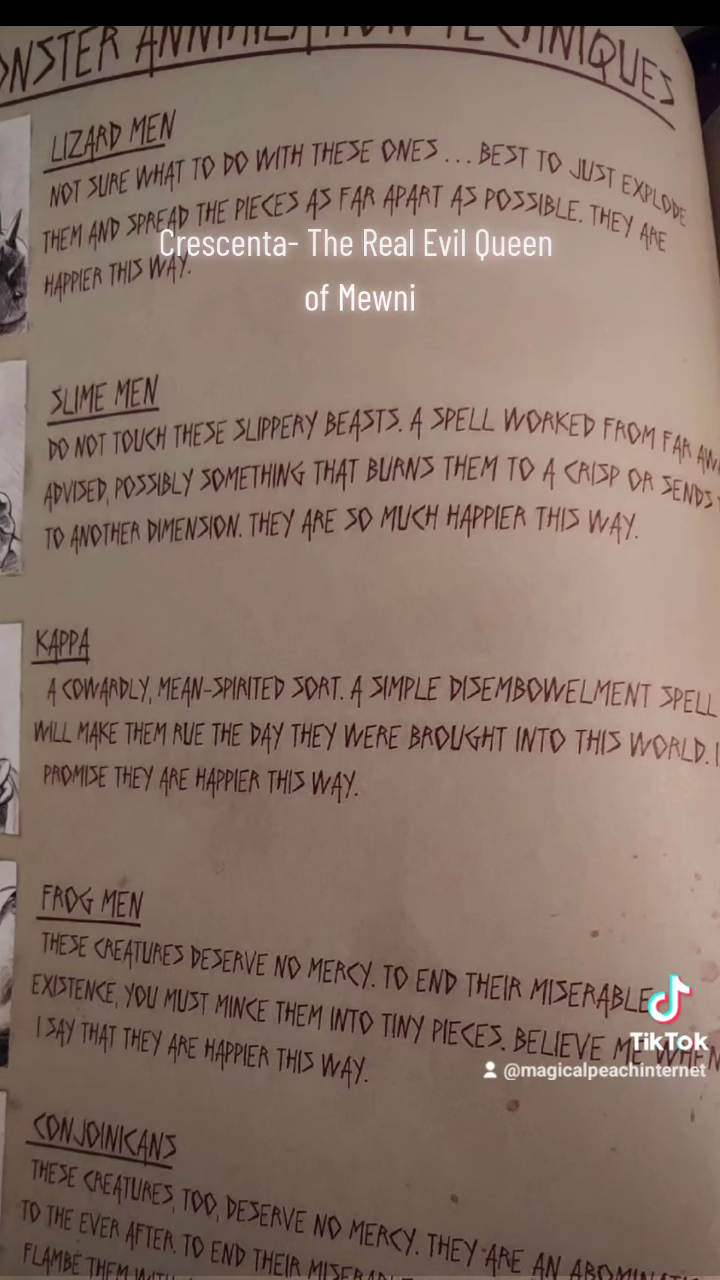 MONSTER ANNIHILATION TECHNIQUES
LIZARD MEN
NOT SURE WHAT TO DO WITH THESE ONES... BEST TO JUST EXPLODE
THEM AND SPREAD THE PIECES AS FAR APART AS POSSIBLE. THEY ARE
HAPPIER THIS WAY.
Crescenta- The Real Evil Queen
of Mewni
SLIME MEN
DO NOT TOUCH THESE SLIPPERY BEASTS. A SPELL WORKED FROM FAR
ADVISED, POSSIBLY SOMETHING THAT BURNS THEM TO A CRISP OR SENDS
TO ANOTHER DIMENSION. THEY ARE SO MUCH HAPPIER THIS WAY.
KAPPA
A COWARDLY, MEAN-SPIRITED SORT. A SIMPLE DISEMBOWELMENT SPELL
WILL MAKE THEM RUE THE DAY THEY WERE BROUGHT INTO THIS WORLD. I
PROMISE THEY ARE HAPPIER THIS WAY.
FROG MEN
THESE CREATURES DESERVE NO MERCY. TO END THEIR MISERABLE
EXISTENCE, YOU MUST MINCE THEM INTO TINY PIECES. BELIEVE ME WHEN
I SAY THAT THEY ARE HAPPIER THIS WAY.
TikTok
@magicalpeachinternet
CONJOINICANS
THESE CREATURES, TOO, DESERVE NO MERCY. THEY ARE AN
TO THE EVER AFTER. TO END THEIR
FLAMBÉ THEM